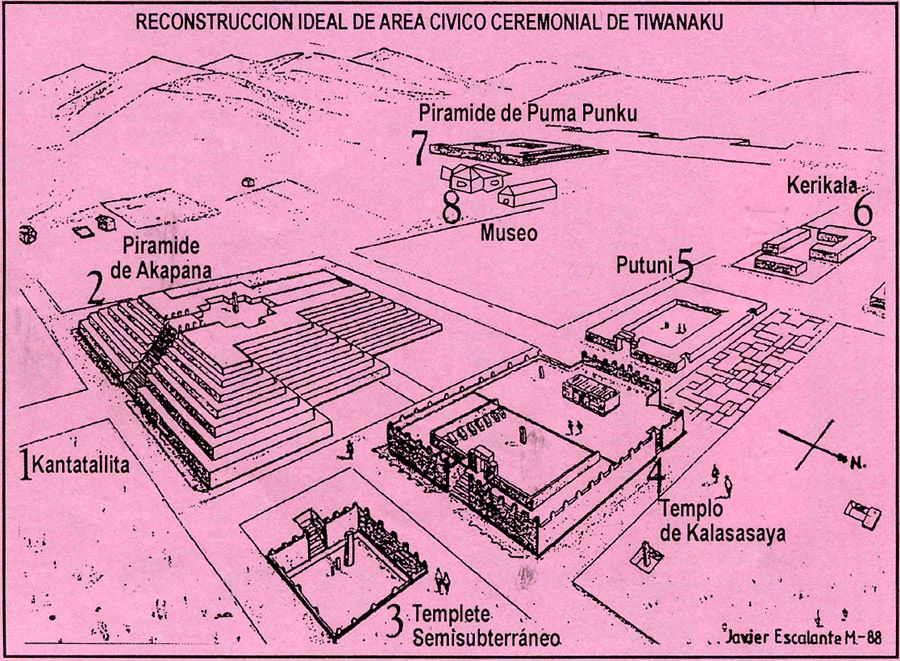 RECONSTRUCCION IDEAL DE AREA CIVICO CEREMONIAL DE TIWANAKU
Piramide de Puma Punku
7
8
Museo
Kerikala
6
Putuni 5
Piramide
de Akapana
2
1 Kantatallita
4
Templo
de Kalasasaya
N.
3 Templete
Semisubterráneo
Javier Escalante M.-88